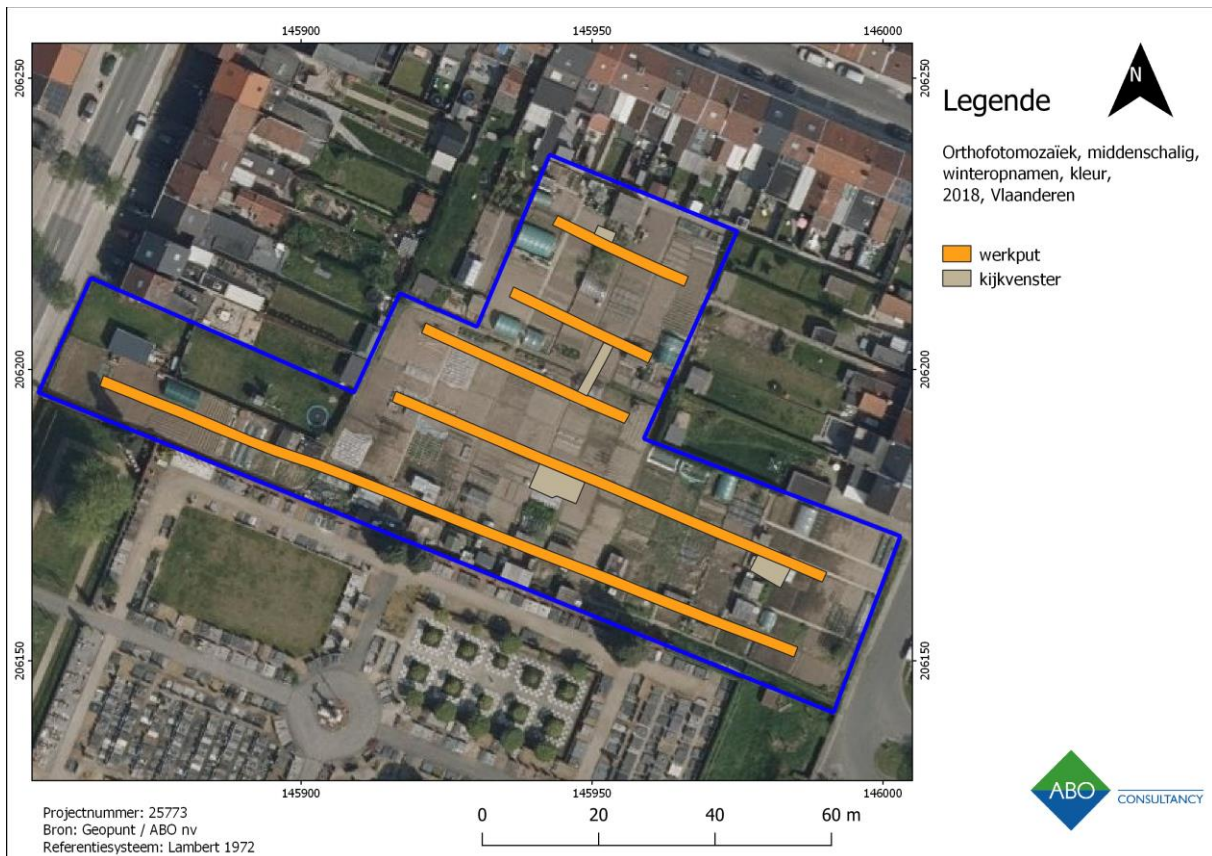 145900
145950
146000
206250
206250
206200
206200
206150
206150
145900
145950
146000
N
Legende
Orthofotomozaïek, middenschalig,
winteropnamen, kleur,
2018, Vlaanderen
werkput
kijkvenster
Projectnummer: 25773
Bron: Geopunt / ABO nv
Referentiesysteem: Lambert 1972
0
20
40
60 m
ABO
CONSULTANCY